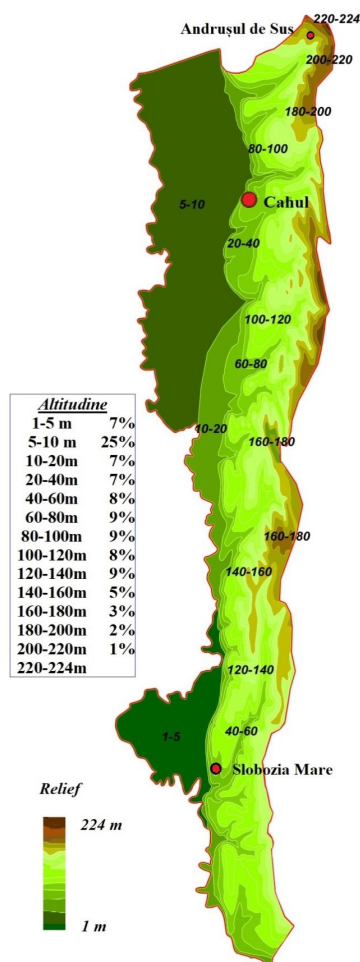 220-224
Andrușul de Sus
200-220
180-200
80-100
5-10
Cahul
20-40
100-120
60-80
Altitudine
1-5 m 7%
5-10 m 25%
10-20m 7%
20-40m 7%
40-60m 8%
60-80m 9%
80-100m 9%
100-120m 8%
120-140m 9%
140-160m 5%
160-180m 3%
180-200m 2%
200-220m 1%
220-224m
10-20
160-180
160-180
140-160
120-140
40-60
1-5
Slobozia Mare
Relief
224 m
1 m